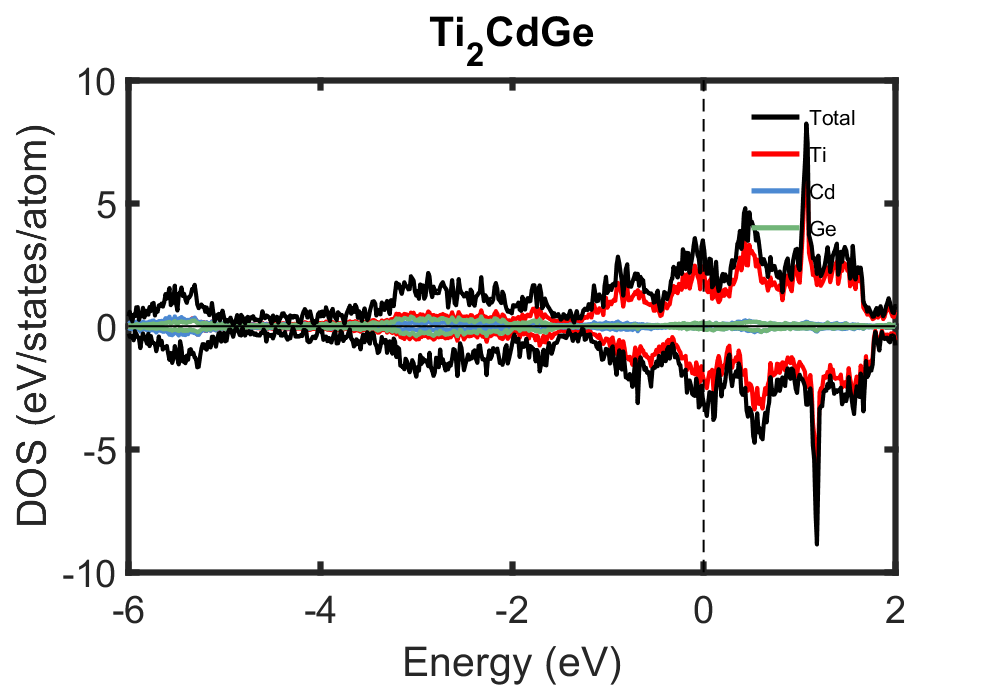 Ti2CdGe
10
5
0
-5
-10
DOS (eV/states/atom)
Total
Ti
Cd
Ge
-6 -4 -2 0 2
Energy (eV)